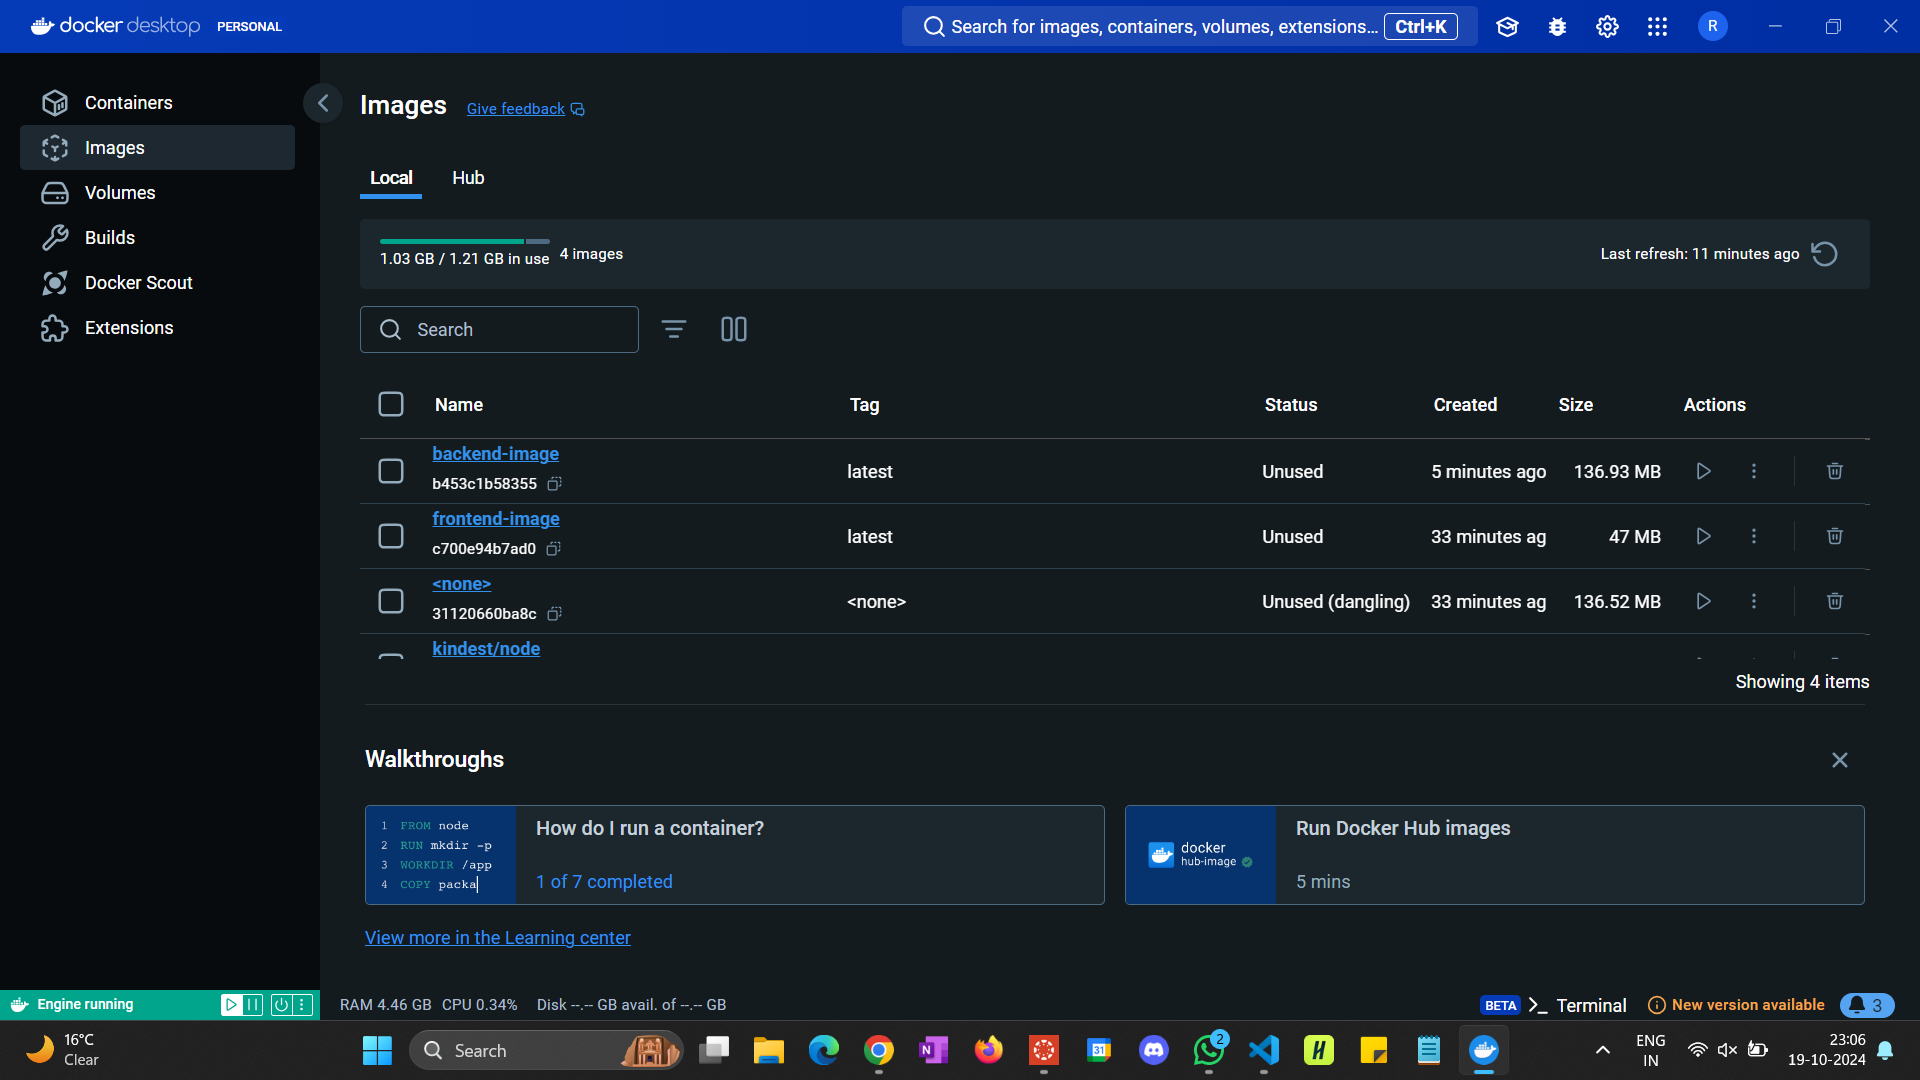 docker desktop PERSONAL
Search for images, containers, volumes, extensions... Ctrl+K
R
Containers
Images
Volumes
Builds
Docker Scout
Extensions
Images Give feedback
Local Hub
1.03 GB / 1.21 GB in use 4 images
Last refresh: 11 minutes ago
Search
Name Tag Status Created Size Actions
backend-image
b453c1b58355
latest Unused 5 minutes ago 136.93 MB
frontend-image
c700e94b7ad0
latest Unused 33 minutes ag 47 MB
<none>
31120660ba8c
<none> Unused (dangling) 33 minutes ag 136.52 MB
kindest/node
Showing 4 items
Walkthroughs
1 FROM node
2 RUN mkdir -p
3 WORKDIR /app
4 COPY packa
How do I run a container?
1 of 7 completed
docker
hub-image
Run Docker Hub images
5 mins
View more in the Learning center
Engine running
RAM 4.46 GB CPU 0.34% Disk --.-- GB avail. of --.-- GB
BETA Terminal New version available 3
16°C
Clear
Search
N
31
2
H
ENG
IN
23:06
19-10-2024